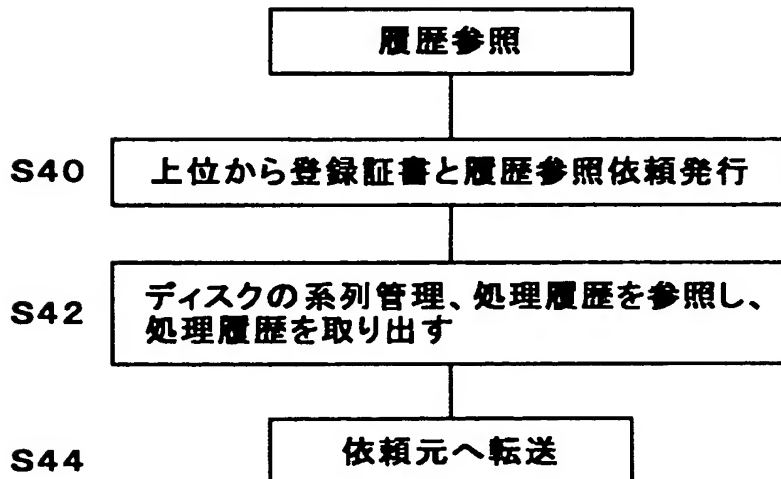 履歴参照
S40
上位から登録証書と履歴参照依頼発行
S42
ディスクの系列管理、処理履歴を参照し、
処理履歴を取り出す
S44
依頼元へ転送